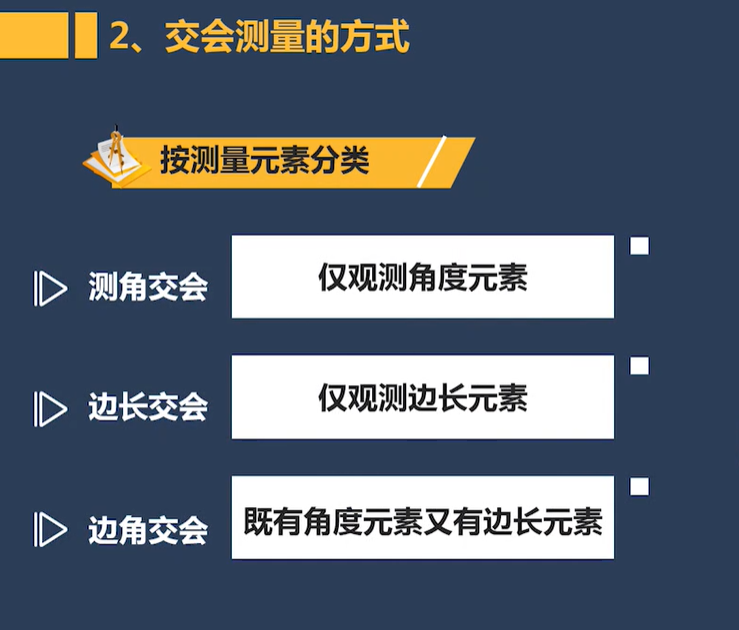 2、交会测量的方式
按测量元素分类
测角交会
仅观测角度元素
边长交会
仅观测边长元素
边角交会
既有角度元素又有边长元素